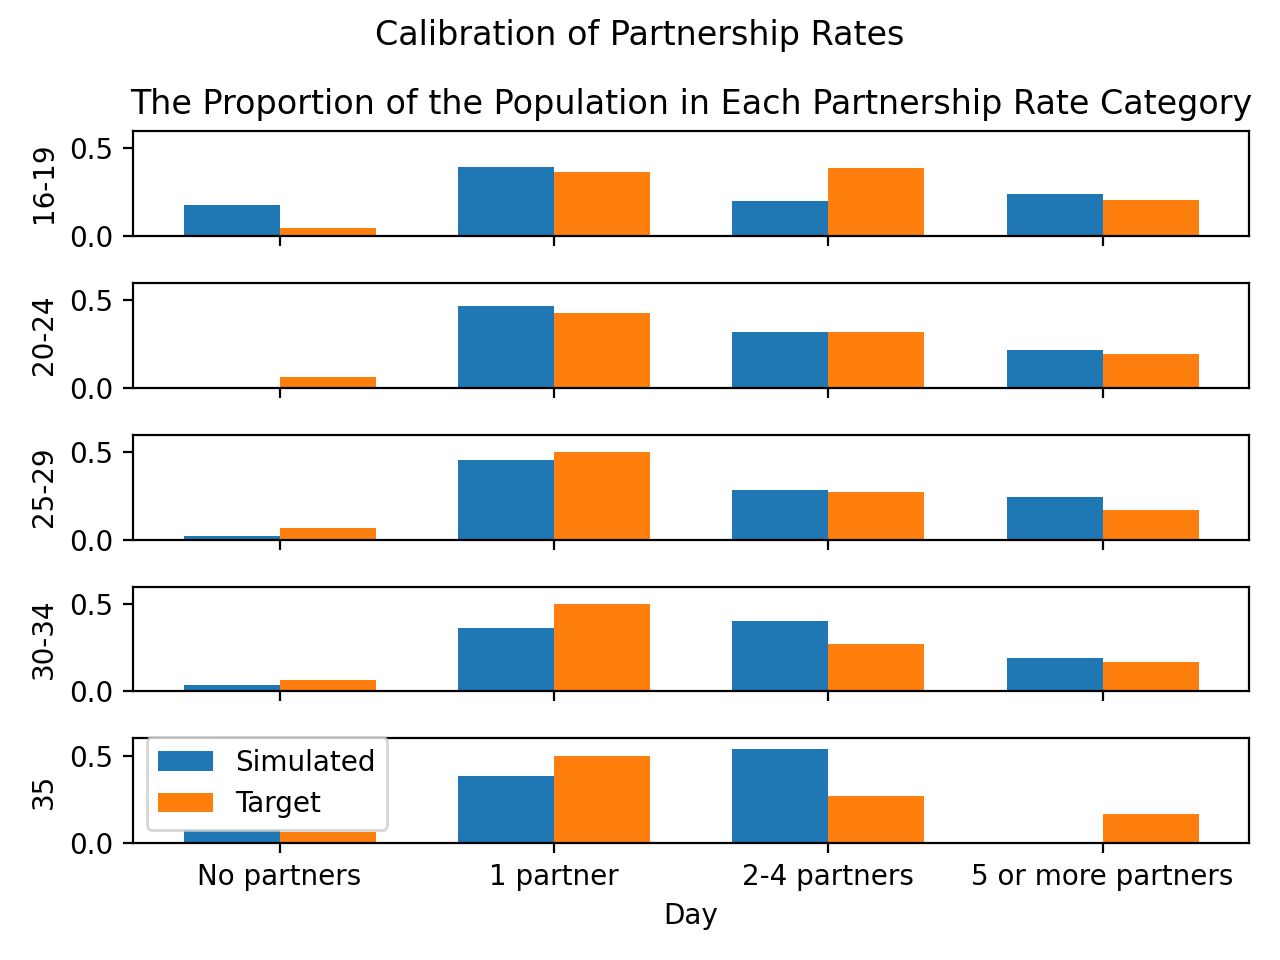 Calibration of Partnership Rates
The Proportion of the Population in Each Partnership Rate Category
16-19
0.5
0.0
20-24
0.5
0.0
25-29
0.5
0.0
30-34
0.5
0.0
35
0.5
0.0
Simulated
Target
No partners
1 partner
2-4 partners
5 or more partners
Day